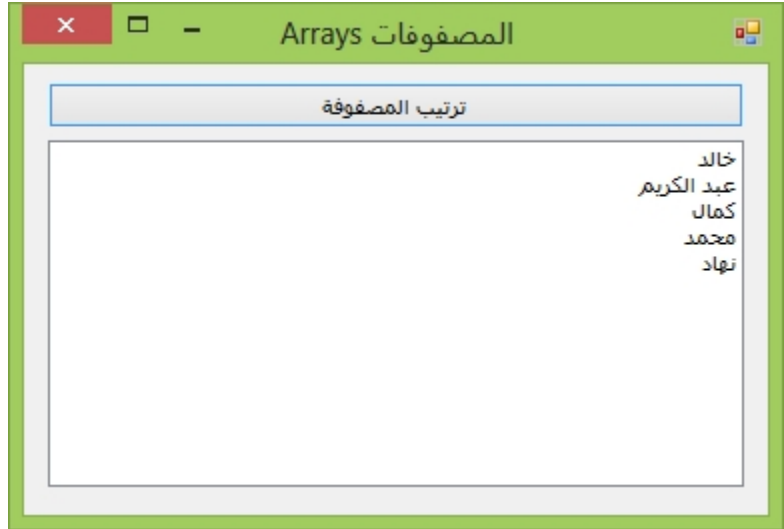 المصفوفات Arrays
ترتيب المصفوفة
خالد
عبد الكريم
كمال
محمد
نهاد